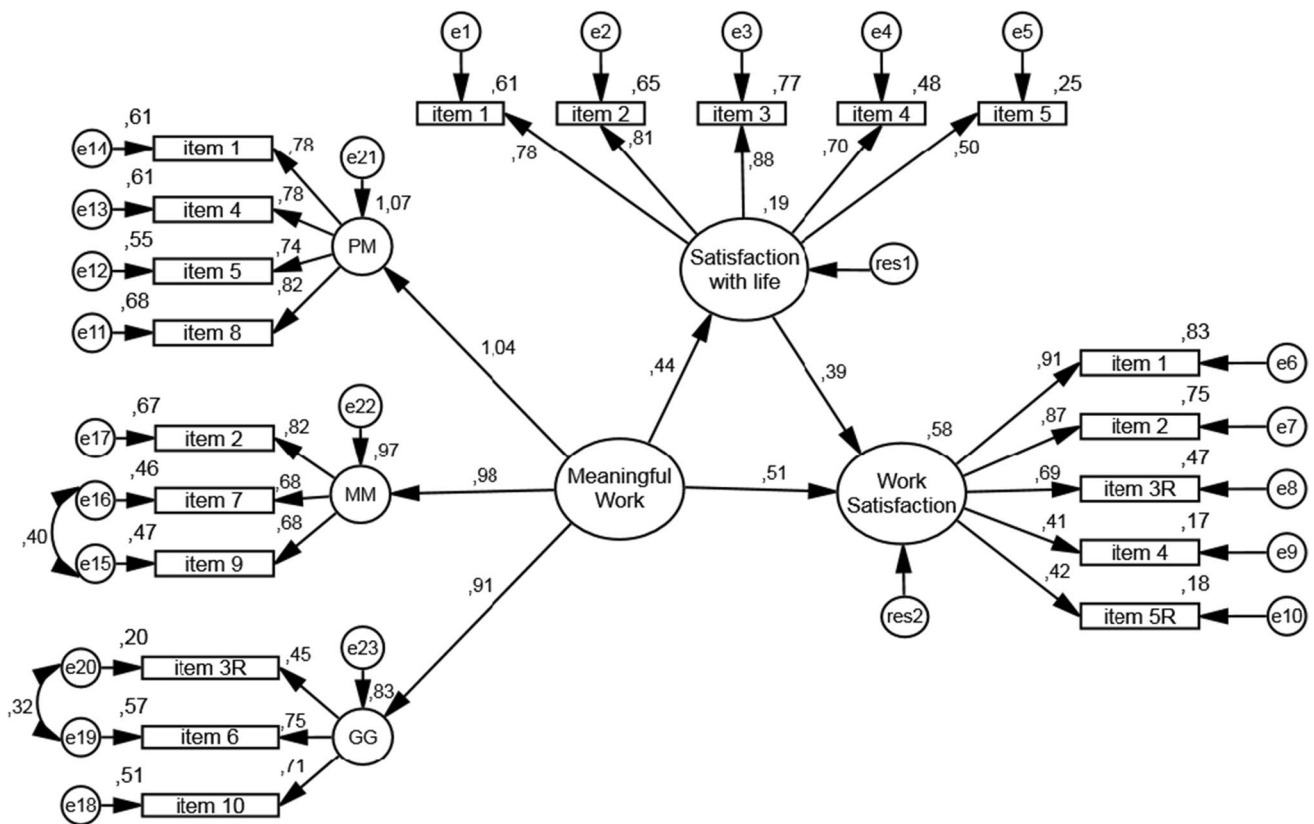 e1
e2
e3
e4
e5
,61
,65
,77
,48
,25
item 1
item 2
item 3
item 4
item 5
,78
,81
,88
,70
,50
,19
Satisfaction
with life
res1
,61
e14
item 1
,78
e21
,61
e13
item 4
,78
1,07
PM
,55
e12
item 5
,74
,68
e11
item 8
,82
1,04
,44
,39
,67
e17
item 2
,82
e22
,97
MM
,46
e16
item 7
,68
,47
e15
item 9
,68
,40
,98
Meaningful
Work
,51
,58
Work
Satisfaction
res2
,91
,83
item 1
e6
,87
,75
item 2
e7
,69
,47
item 3R
e8
,41
,17
item 4
e9
,42
,18
item 5R
e10
,91
,20
e20
item 3R
,45
e23
,83
GG
,32
,57
e19
item 6
,75
,51
e18
item 10
,71